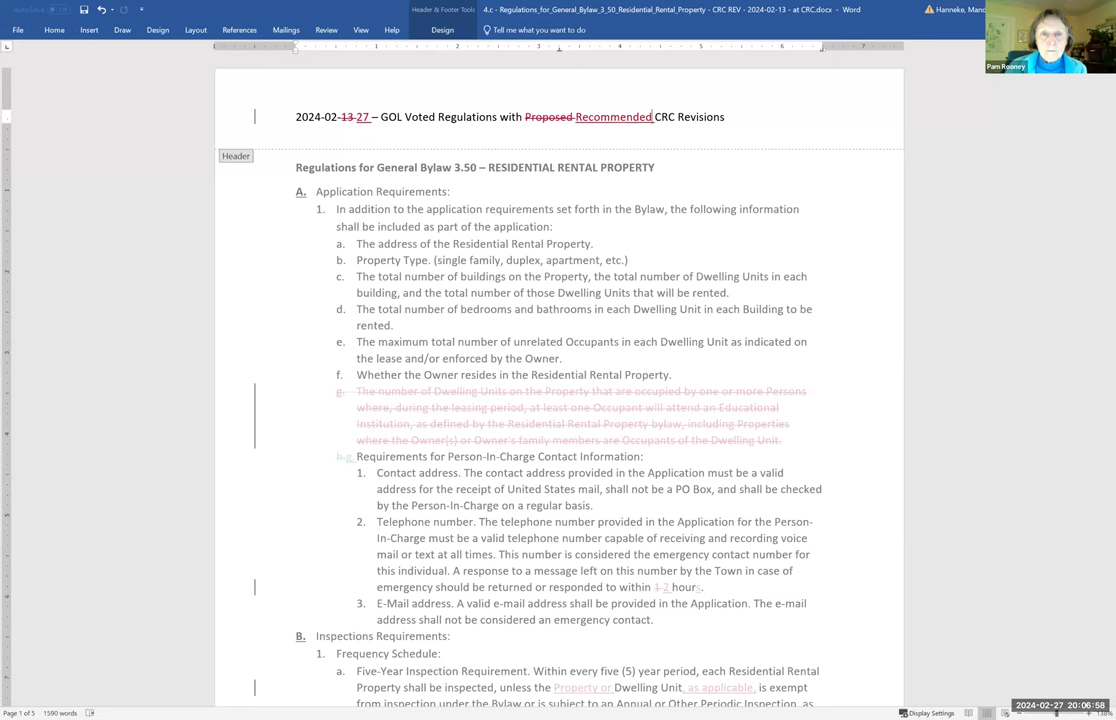 AutoSave
Header & Footer Tools
4.c - Regulations_for_General_Bylaw_3_50_Residential_Rental_Property - CRC REV - 2024-02-13 - at CRC.docx - Word
Hanneke, Man
File Home Insert Draw Design Layout References Mailings Review View Help Design Tell me what you want to do
Pam Rooney
2024-02-13 27 – GOL Voted Regulations with Proposed Recommended CRC Revisions
Header
Regulations for General Bylaw 3.50 – RESIDENTIAL RENTAL PROPERTY
A. Application Requirements:
1. In addition to the application requirements set forth in the Bylaw, the following information
shall be included as part of the application:
a. The address of the Residential Rental Property.
b. Property Type. (single family, duplex, apartment, etc.)
c. The total number of buildings on the Property, the total number of Dwelling Units in each
building, and the total number of those Dwelling Units that will be rented.
d. The total number of bedrooms and bathrooms in each Dwelling Unit in each Building to be
rented.
e. The maximum total number of unrelated Occupants in each Dwelling Unit as indicated on
the lease and/or enforced by the Owner.
f. Whether the Owner resides in the Residential Rental Property.
g. The number of Dwelling Units on the Property that are occupied by one or more Persons
where, during the leasing period, at least one Occupant will attend an Educational
Institution, as defined by the Residential Rental Property bylaw, including Properties
where the Owner(s) or Owner's family members are Occupants of the Dwelling Unit.
h.g. Requirements for Person-In-Charge Contact Information:
1. Contact address. The contact address provided in the Application must be a valid
address for the receipt of United States mail, shall not be a PO Box, and shall be checked
by the Person-In-Charge on a regular basis.
2. Telephone number. The telephone number provided in the Application for the Person-
In-Charge must be a valid telephone number capable of receiving and recording voice
mail or text at all times. This number is considered the emergency contact number for
this individual. A response to a message left on this number by the Town in case of
emergency should be returned or responded to within 1 2 hours.
3. E-Mail address. A valid e-mail address shall be provided in the Application. The e-mail
address shall not be considered an emergency contact.
B. Inspections Requirements:
1. Frequency Schedule:
a. Five-Year Inspection Requirement. Within every five (5) year period, each Residential Rental
Property shall be inspected, unless the Property or Dwelling Unit, as applicable, is exempt
from inspection under the Bylaw or is subject to an Annual or Other Periodic Inspection, as
Page 1 of 5 1590 words
Display Settings
2024-02-27 20:06:58